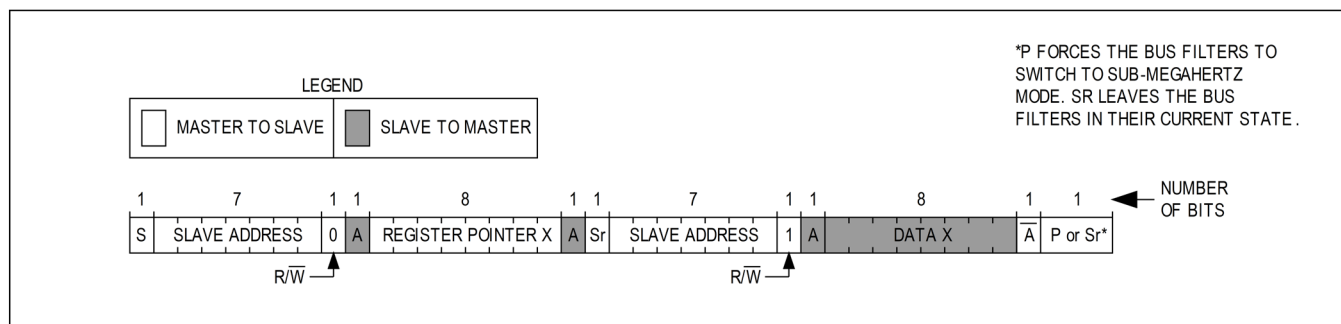 *P FORCES THE BUS FILTERS TO
SWITCH TO SUB-MEGAHERTZ
MODE. SR LEAVES THE BUS
FILTERS IN THEIR CURRENT STATE .
LEGEND
MASTER TO SLAVE SLAVE TO MASTER
1 7 1 1 8 1 1 7 1 1 8 1 1 NUMBER
OF BITS
S SLAVE ADDRESS 0 A REGISTER POINTER X A Sr SLAVE ADDRESS 1 A DATA X A̅ P or Sr*
R/W̅ R/W̅